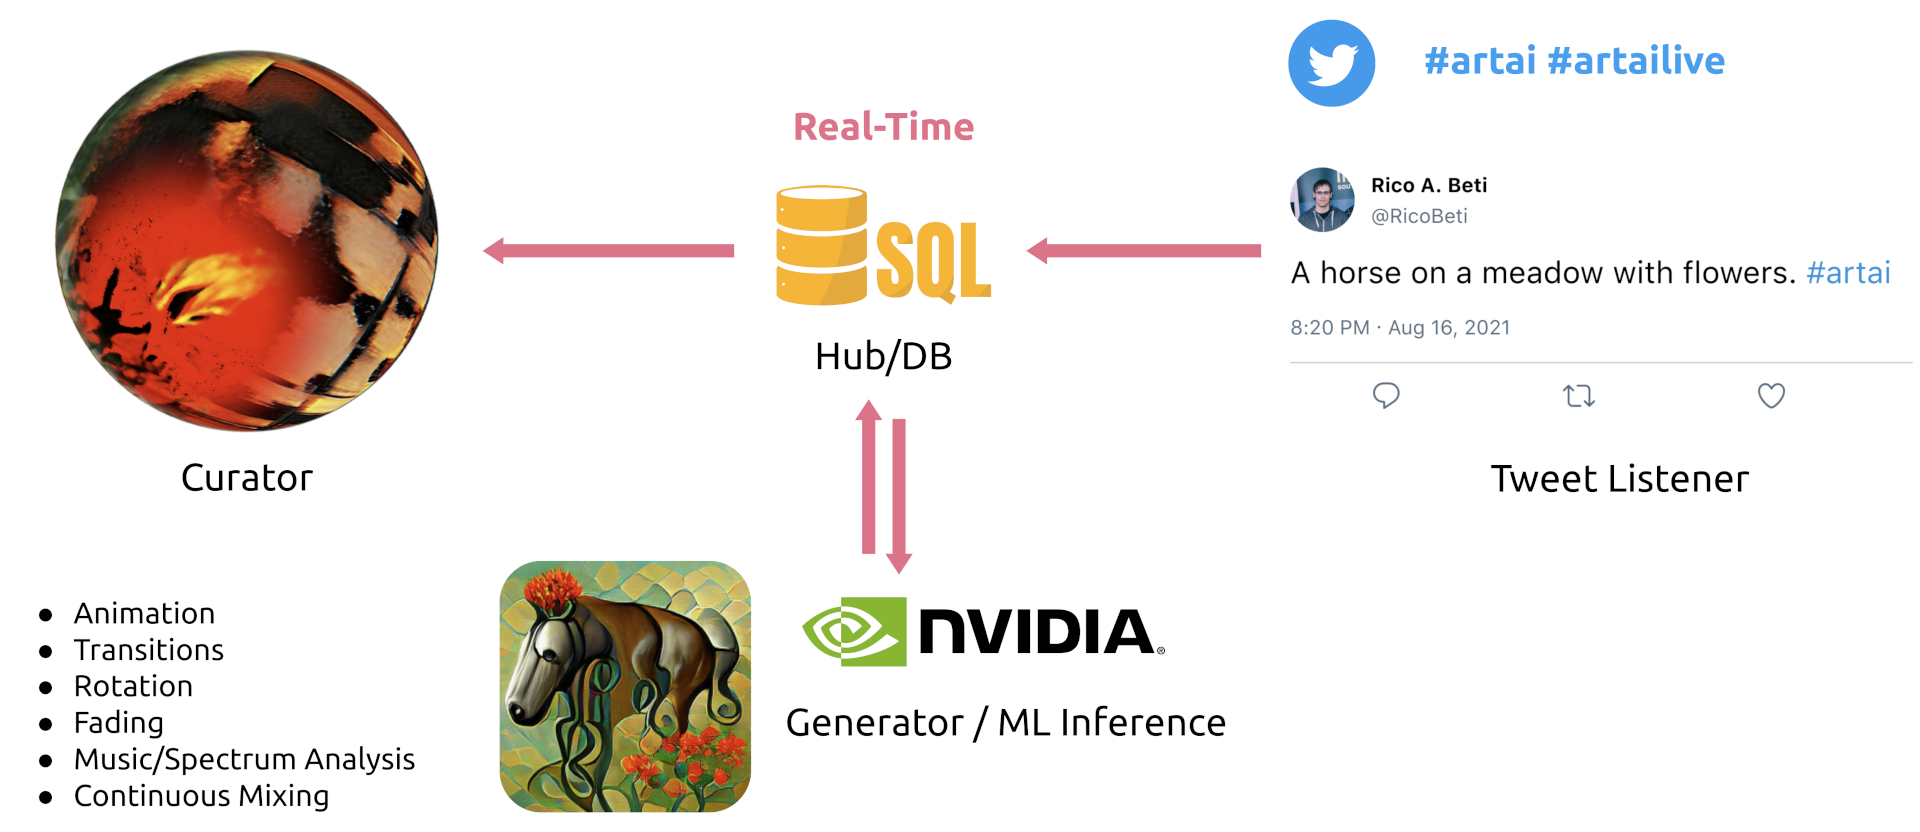 #artai #artailive
Real-Time
Rico A. Beti
@RicoBeti
SQL
A horse on a meadow with flowers. #artai
8:20 PM · Aug 16, 2021
Hub/DB
Curator
Tweet Listener
● Animation
● Transitions
● Rotation
● Fading
● Music/Spectrum Analysis
● Continuous Mixing
NVIDIA®
Generator / ML Inference